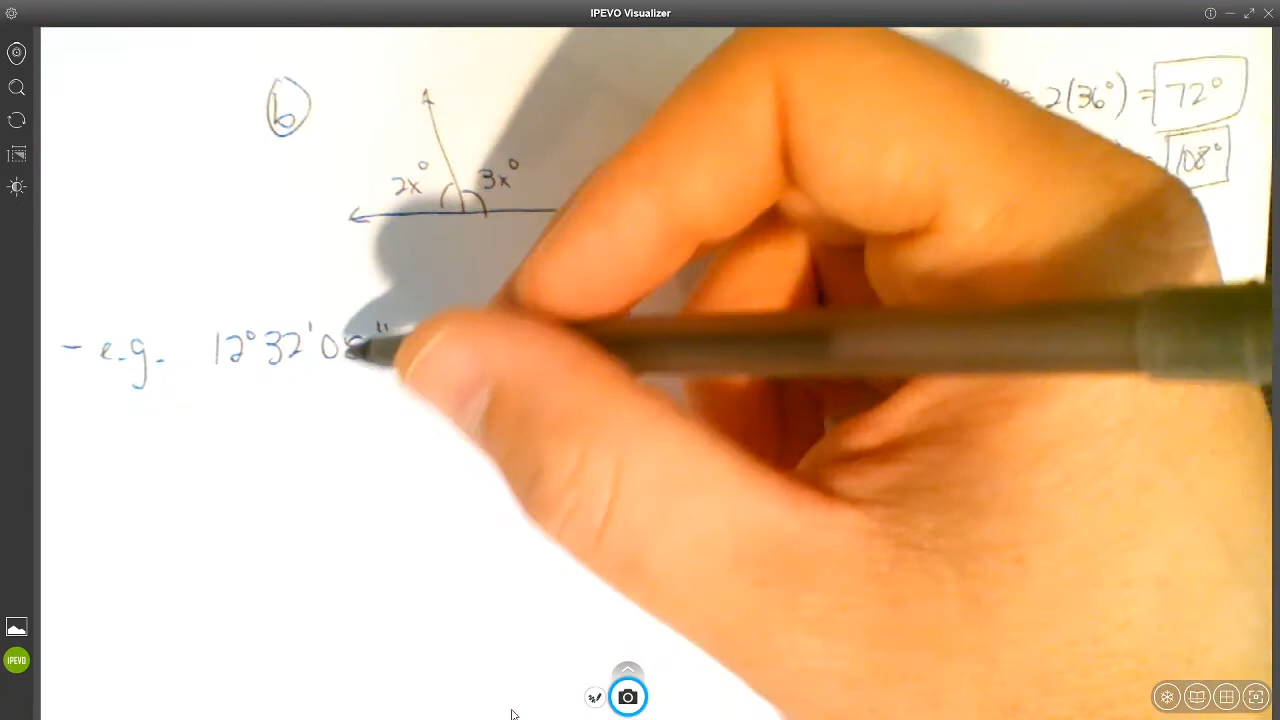 IPEVO Visualizer
b
= 2(36°) = 72°
= 108°
2x° 3x°
- e.g. 12°32'08"
IPEVO